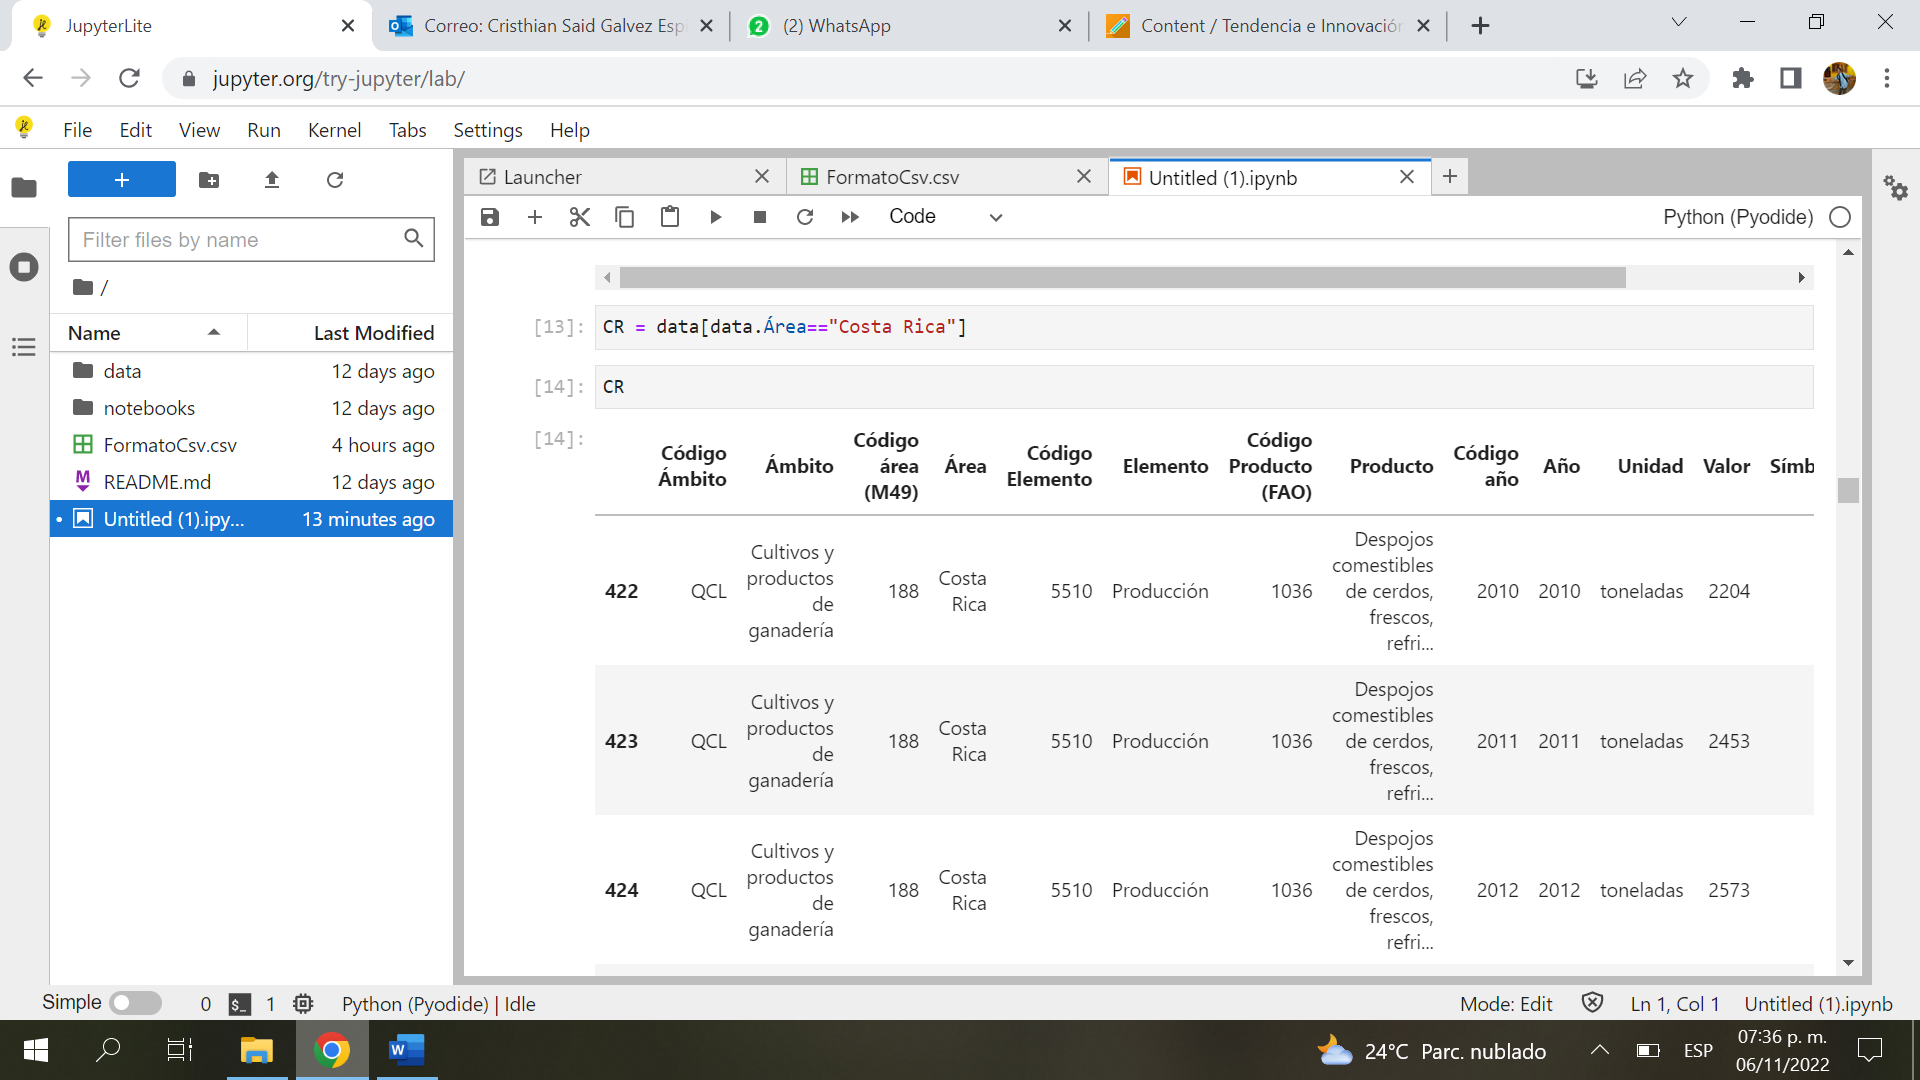 JupyterLite
Correo: Cristhian Said Galvez Esp
(2) WhatsApp
Content / Tendencia e Innovación
jupyter.org/try-jupyter/lab/
File Edit View Run Kernel Tabs Settings Help
Launcher
FormatoCsv.csv
Untitled (1).ipynb
Filter files by name
Code
Python (Pyodide)
/
Name Last Modified
data 12 days ago
notebooks 12 days ago
FormatoCsv.csv 4 hours ago
README.md 12 days ago
Untitled (1).ipy... 13 minutes ago
[13]: CR = data[data.Área=="Costa Rica"]
[14]: CR
[14]:
Código Ámbito Ámbito Código área (M49) Área Código Elemento Elemento Código Producto (FAO) Producto Código año Año Unidad Valor Símb
422 QCL Cultivos y productos de ganadería 188 Costa Rica 5510 Producción 1036 Despojos comestibles de cerdos, frescos, refri... 2010 2010 toneladas 2204
423 QCL Cultivos y productos de ganadería 188 Costa Rica 5510 Producción 1036 Despojos comestibles de cerdos, frescos, refri... 2011 2011 toneladas 2453
424 QCL Cultivos y productos de ganadería 188 Costa Rica 5510 Producción 1036 Despojos comestibles de cerdos, frescos, refri... 2012 2012 toneladas 2573
Simple 0 $_ 1 Python (Pyodide) | Idle
Mode: Edit Ln 1, Col 1 Untitled (1).ipynb
24°C Parc. nublado
ESP
07:36 p. m.
06/11/2022